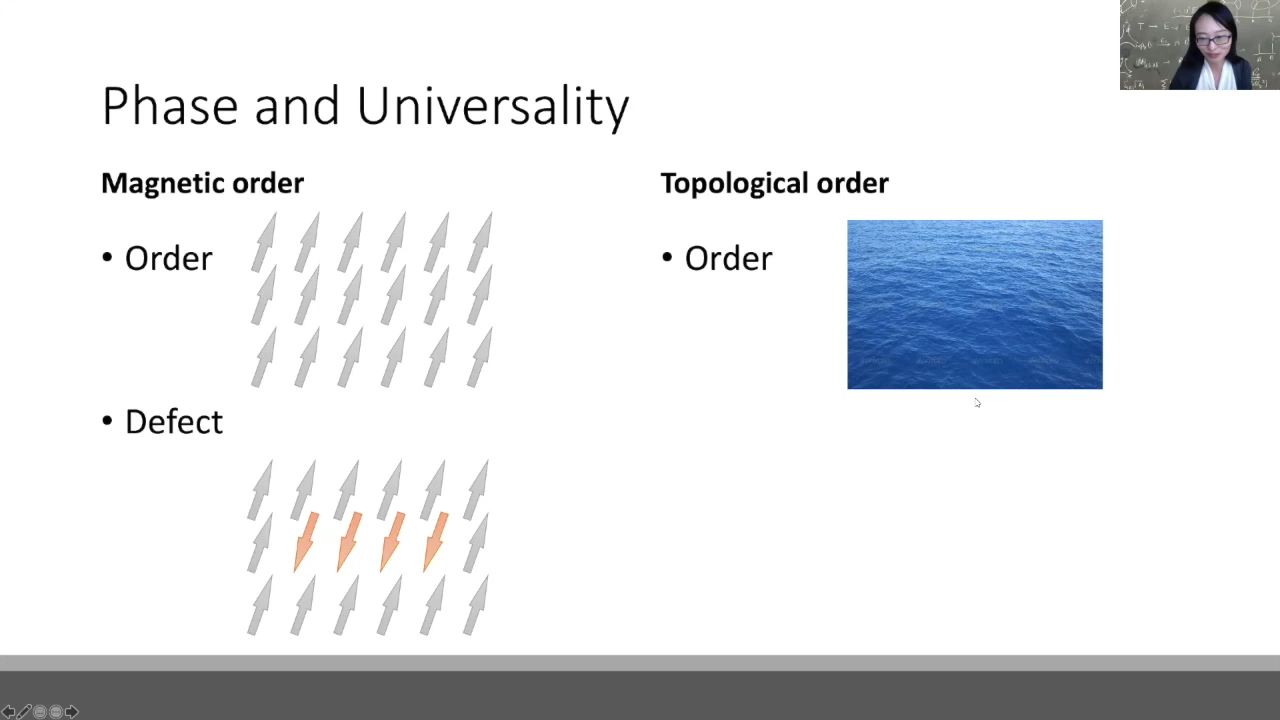 Phase and Universality
Magnetic order
• Order
• Defect
Topological order
• Order